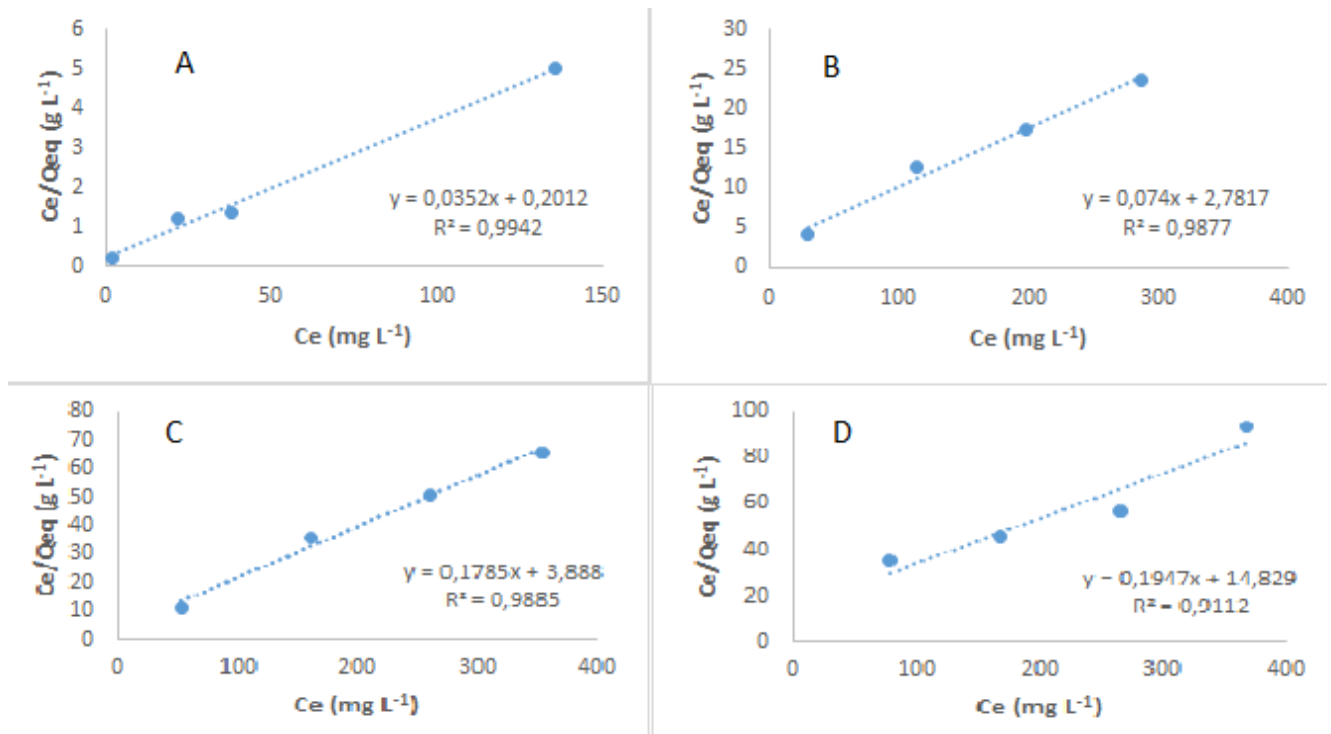 A
Ce/Qeq (g L⁻¹)
6
5
4
3
2
1
0
y = 0,0352x + 0,2012
R² = 0,9942
0 50 100 150
Ce (mg L⁻¹)
B
Ce/Qeq (g L⁻¹)
30
25
20
15
10
5
0
y = 0,074x + 2,7817
R² = 0,9877
0 100 200 300 400
Ce (mg L⁻¹)
C
Ce/Qeq (g L⁻¹)
80
70
60
50
40
30
20
10
0
y = 0,1785x + 3,888
R² = 0,9885
0 100 200 300 400
Ce (mg L⁻¹)
D
Ce/Qeq (g L⁻¹)
100
80
60
40
20
0
y = 0,1947x + 14,829
R² = 0,9112
0 100 200 300 400
Ce (mg L⁻¹)